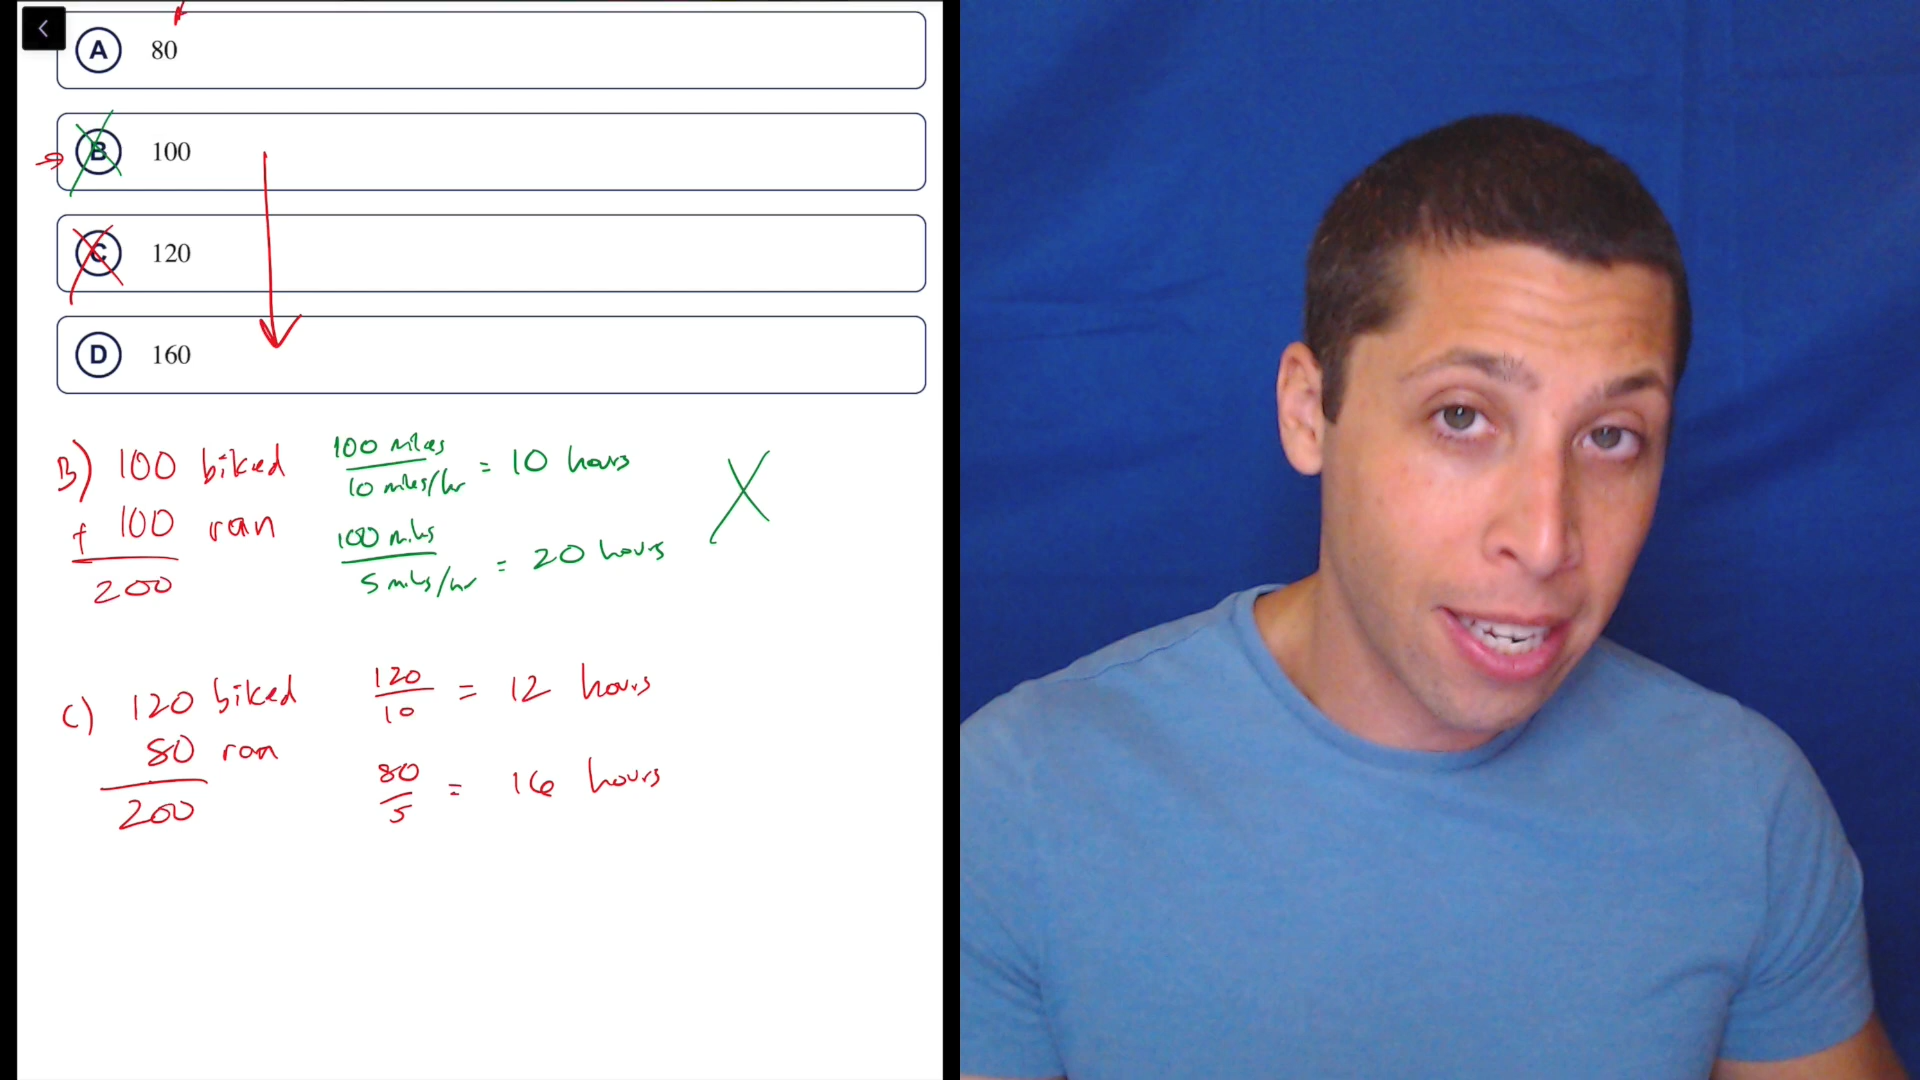 A 80
B 100
C 120
D 160
B) 100 biked 100 miles / 10 miles/hr = 10 hours
+ 100 ran 100 miles / 5 miles/hr = 20 hours
200
C) 120 biked 120 / 10 = 12 hours
80 ran 80 / 5 = 16 hours
200